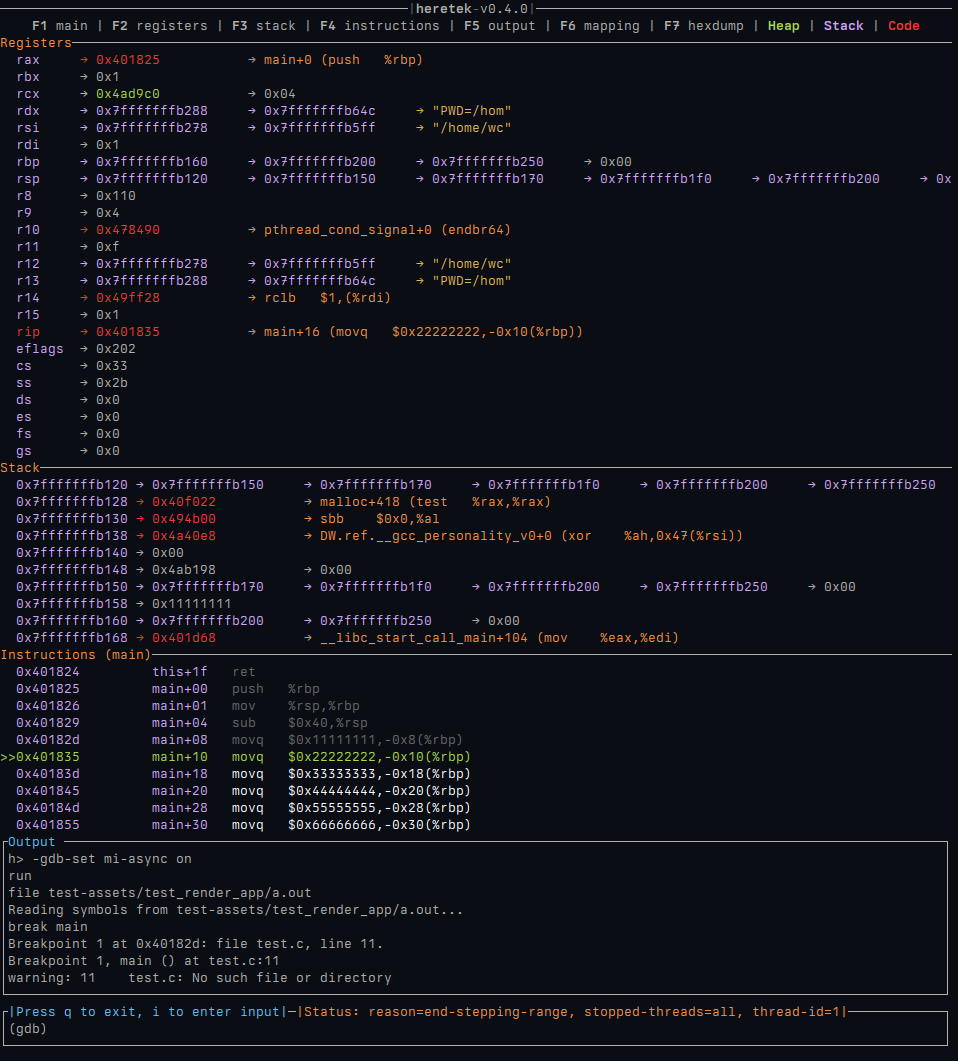 |heretek-v0.4.0|
F1 main | F2 registers | F3 stack | F4 instructions | F5 output | F6 mapping | F7 hexdump | Heap | Stack | Code
Registers
rax → 0x401825 → main+0 (push %rbp)
rbx → 0x1
rcx → 0x4ad9c0 → 0x04
rdx → 0x7fffffffb288 → 0x7fffffffb64c → "PWD=/hom"
rsi → 0x7fffffffb278 → 0x7fffffffb5ff → "/home/wc"
rdi → 0x1
rbp → 0x7fffffffb160 → 0x7fffffffb200 → 0x7fffffffb250 → 0x00
rsp → 0x7fffffffb120 → 0x7fffffffb150 → 0x7fffffffb170 → 0x7fffffffb1f0 → 0x7fffffffb200 → 0x
r8 → 0x110
r9 → 0x4
r10 → 0x478490 → pthread_cond_signal+0 (endbr64)
r11 → 0xf
r12 → 0x7fffffffb278 → 0x7fffffffb5ff → "/home/wc"
r13 → 0x7fffffffb288 → 0x7fffffffb64c → "PWD=/hom"
r14 → 0x49ff28 → rclb $1,(%rdi)
r15 → 0x1
rip → 0x401835 → main+16 (movq $0x22222222,-0x10(%rbp))
eflags → 0x202
cs → 0x33
ss → 0x2b
ds → 0x0
es → 0x0
fs → 0x0
gs → 0x0
Stack
0x7fffffffb120 → 0x7fffffffb150 → 0x7fffffffb170 → 0x7fffffffb1f0 → 0x7fffffffb200 → 0x7fffffffb250
0x7fffffffb128 → 0x40f022 → malloc+418 (test %rax,%rax)
0x7fffffffb130 → 0x494b00 → sbb $0x0,%al
0x7fffffffb138 → 0x4a40e8 → DW.ref.__gcc_personality_v0+0 (xor %ah,0x47(%rsi))
0x7fffffffb140 → 0x00
0x7fffffffb148 → 0x4ab198 → 0x00
0x7fffffffb150 → 0x7fffffffb170 → 0x7fffffffb1f0 → 0x7fffffffb200 → 0x7fffffffb250 → 0x00
0x7fffffffb158 → 0x11111111
0x7fffffffb160 → 0x7fffffffb200 → 0x7fffffffb250 → 0x00
0x7fffffffb168 → 0x401d68 → __libc_start_call_main+104 (mov %eax,%edi)
Instructions (main)
0x401824 this+1f ret
0x401825 main+00 push %rbp
0x401826 main+01 mov %rsp,%rbp
0x401829 main+04 sub $0x40,%rsp
0x40182d main+08 movq $0x11111111,-0x8(%rbp)
>>0x401835 main+10 movq $0x22222222,-0x10(%rbp)
0x40183d main+18 movq $0x33333333,-0x18(%rbp)
0x401845 main+20 movq $0x44444444,-0x20(%rbp)
0x40184d main+28 movq $0x55555555,-0x28(%rbp)
0x401855 main+30 movq $0x66666666,-0x30(%rbp)
Output
h> -gdb-set mi-async on
run
file test-assets/test_render_app/a.out
Reading symbols from test-assets/test_render_app/a.out...
break main
Breakpoint 1 at 0x40182d: file test.c, line 11.
Breakpoint 1, main () at test.c:11
warning: 11 test.c: No such file or directory
|Press q to exit, i to enter input|─|Status: reason=end-stepping-range, stopped-threads=all, thread-id=1|
(gdb)